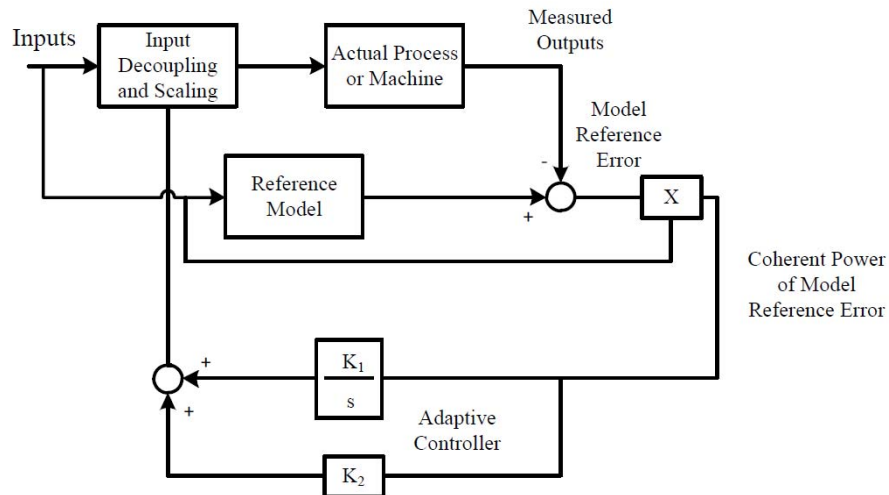 Inputs
Input
Decoupling
and Scaling
Actual Process
or Machine
Measured
Outputs
Model
Reference
Error
-
+
X
Reference
Model
Coherent Power
of Model
Reference Error
K₁
s
+
+
Adaptive
Controller
K₂